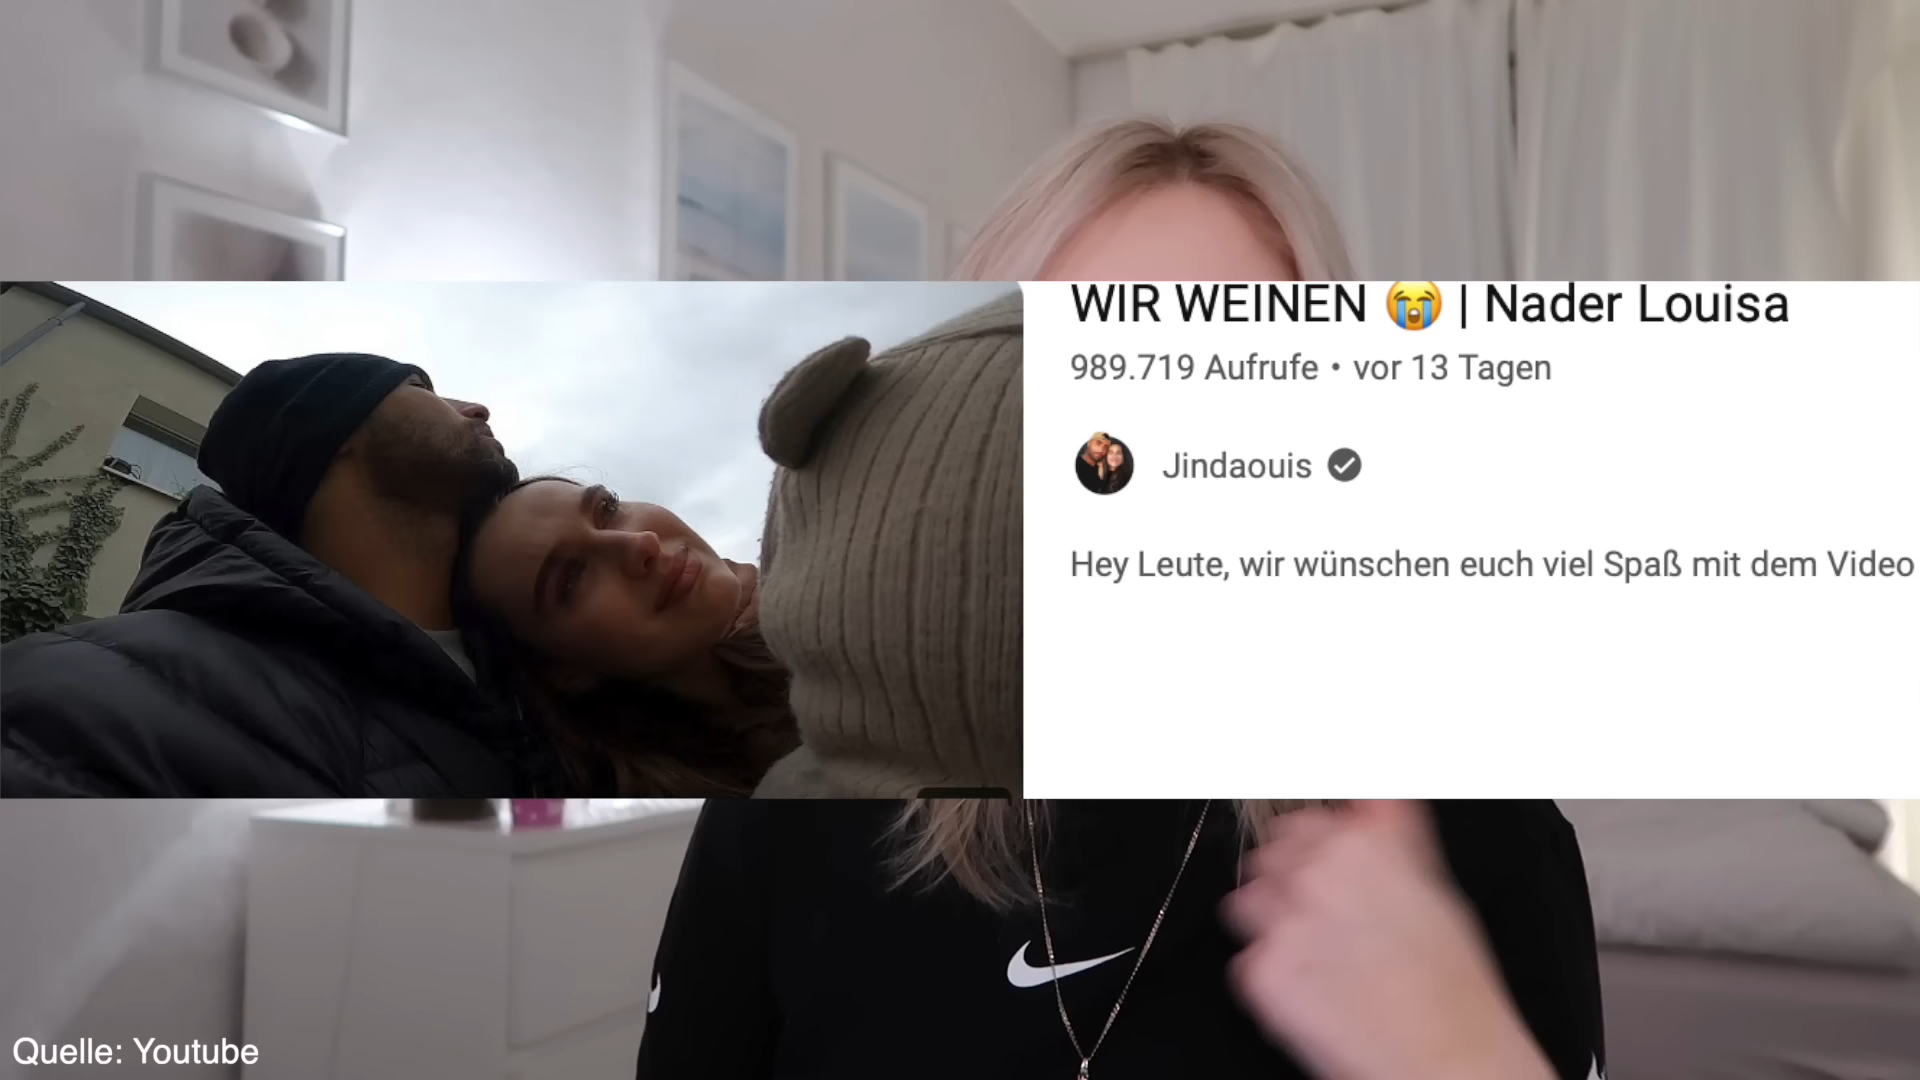 WIR WEINEN 😭 | Nader Louisa
989.719 Aufrufe • vor 13 Tagen
Jindaouis
Hey Leute, wir wünschen euch viel Spaß mit dem Video
Quelle: Youtube